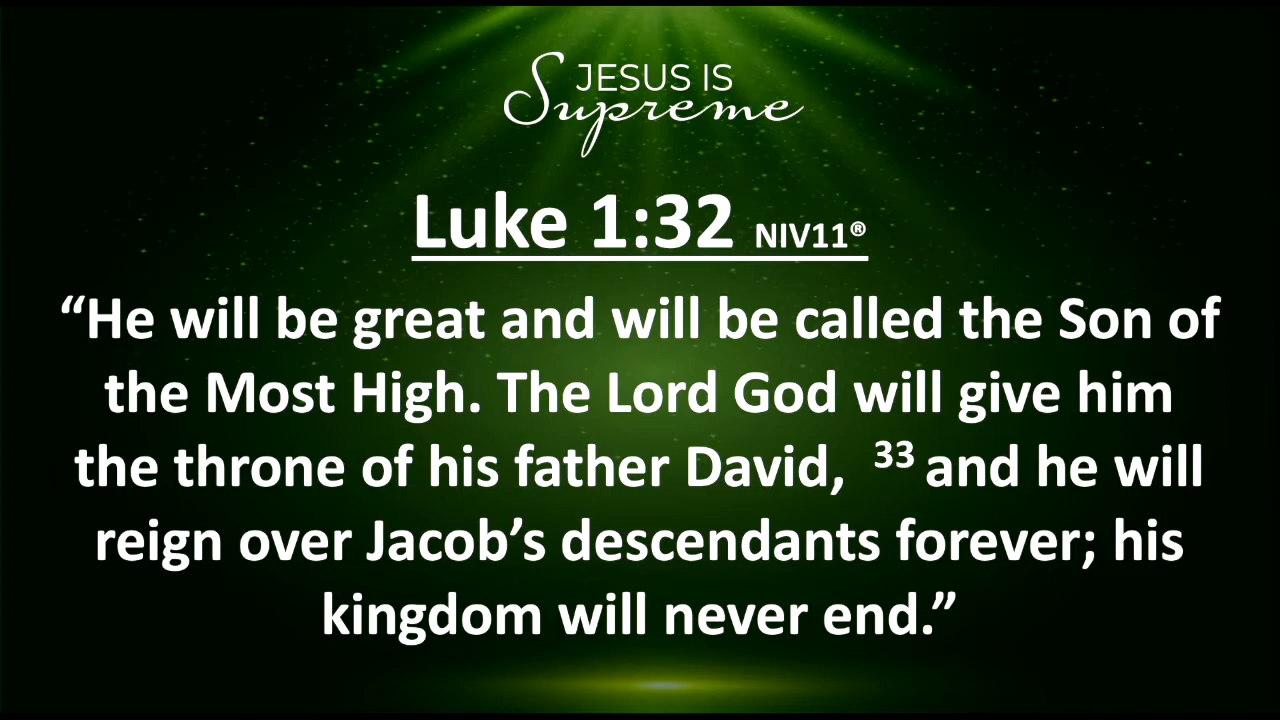 JESUS IS
Supreme
Luke 1:32 NIV11®
“He will be great and will be called the Son of
the Most High. The Lord God will give him
the throne of his father David, 33 and he will
reign over Jacob’s descendants forever; his
kingdom will never end.”